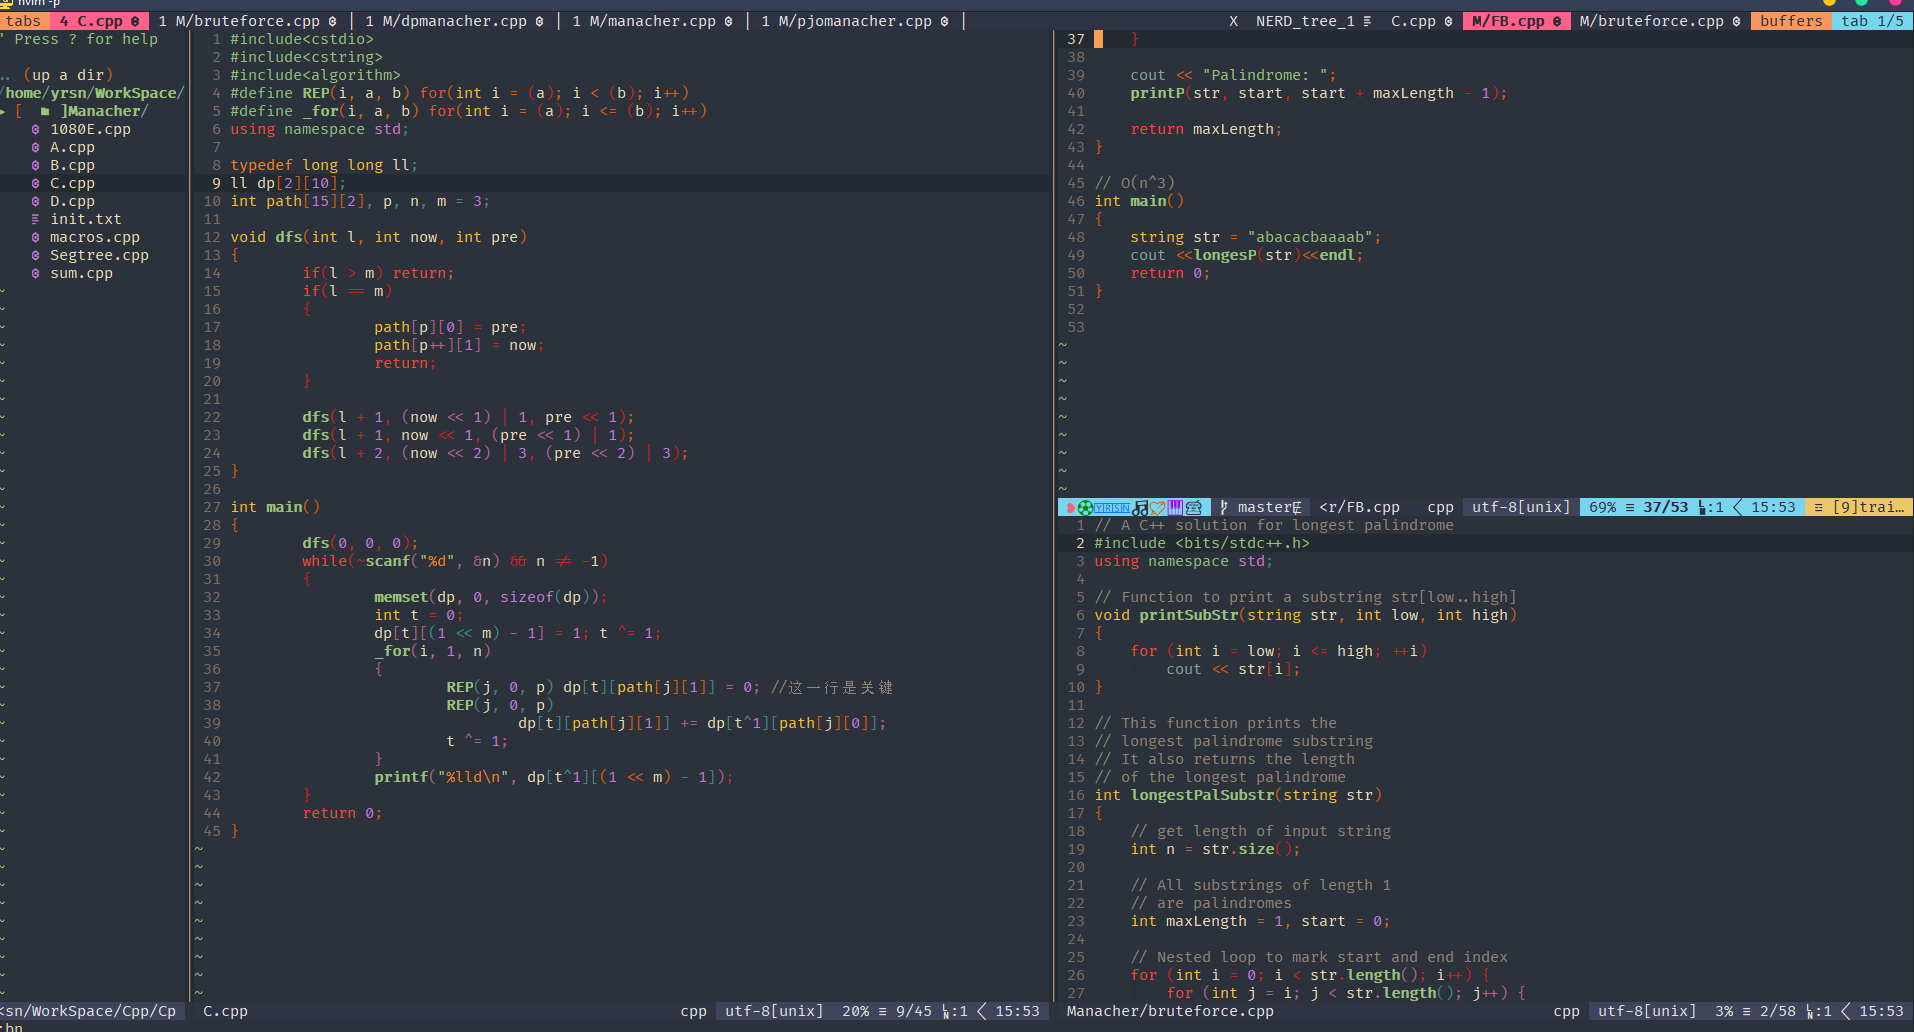 nvim -p
tabs 4 C.cpp 1 M/bruteforce.cpp 1 M/dpmanacher.cpp 1 M/manacher.cpp 1 M/pjomanacher.cpp X NERD_tree_1 C.cpp M/FB.cpp M/bruteforce.cpp buffers tab 1/5
" Press ? for help
.. (up a dir)
/home/yrsn/WorkSpace/
[ ]Manacher/
1080E.cpp
A.cpp
B.cpp
C.cpp
D.cpp
init.txt
macros.cpp
Segtree.cpp
sum.cpp
<sn/WorkSpace/Cpp/Cp
1 #include<cstdio>
2 #include<cstring>
3 #include<algorithm>
4 #define REP(i, a, b) for(int i = (a); i < (b); i++)
5 #define _for(i, a, b) for(int i = (a); i <= (b); i++)
6 using namespace std;
7
8 typedef long long ll;
9 ll dp[2][10];
10 int path[15][2], p, n, m = 3;
11
12 void dfs(int l, int now, int pre)
13 {
14 if(l > m) return;
15 if(l == m)
16 {
17 path[p][0] = pre;
18 path[p++][1] = now;
19 return;
20 }
21
22 dfs(l + 1, (now << 1) | 1, pre << 1);
23 dfs(l + 1, now << 1, (pre << 1) | 1);
24 dfs(l + 2, (now << 2) | 3, (pre << 2) | 3);
25 }
26
27 int main()
28 {
29 dfs(0, 0, 0);
30 while(~scanf("%d", &n) && n != -1)
31 {
32 memset(dp, 0, sizeof(dp));
33 int t = 0;
34 dp[t][(1 << m) - 1] = 1; t ^= 1;
35 _for(i, 1, n)
36 {
37 REP(j, 0, p) dp[t][path[j][1]] = 0; //这一行是关键
38 REP(j, 0, p)
39 dp[t][path[j][1]] += dp[t^1][path[j][0]];
40 t ^= 1;
41 }
42 printf("%lld\n", dp[t^1][(1 << m) - 1]);
43 }
44 return 0;
45 }
C.cpp cpp utf-8[unix] 20% ≡ 9/45 :1 15:53
37 }
38
39 cout << "Palindrome: ";
40 printP(str, start, start + maxLength - 1);
41
42 return maxLength;
43 }
44
45 // O(n^3)
46 int main()
47 {
48 string str = "abacacbaaaab";
49 cout <<longesP(str)<<endl;
50 return 0;
51 }
52
53
YRSN master <r/FB.cpp cpp utf-8[unix] 69% ≡ 37/53 :1 15:53 [9]trai…
1 // A C++ solution for longest palindrome
2 #include <bits/stdc++.h>
3 using namespace std;
4
5 // Function to print a substring str[low..high]
6 void printSubStr(string str, int low, int high)
7 {
8 for (int i = low; i <= high; ++i)
9 cout << str[i];
10 }
11
12 // This function prints the
13 // longest palindrome substring
14 // It also returns the length
15 // of the longest palindrome
16 int longestPalSubstr(string str)
17 {
18 // get length of input string
19 int n = str.size();
20
21 // All substrings of length 1
22 // are palindromes
23 int maxLength = 1, start = 0;
24
25 // Nested loop to mark start and end index
26 for (int i = 0; i < str.length(); i++) {
27 for (int j = i; j < str.length(); j++) {
Manacher/bruteforce.cpp cpp utf-8[unix] 3% ≡ 2/58 :1 15:53
:bn